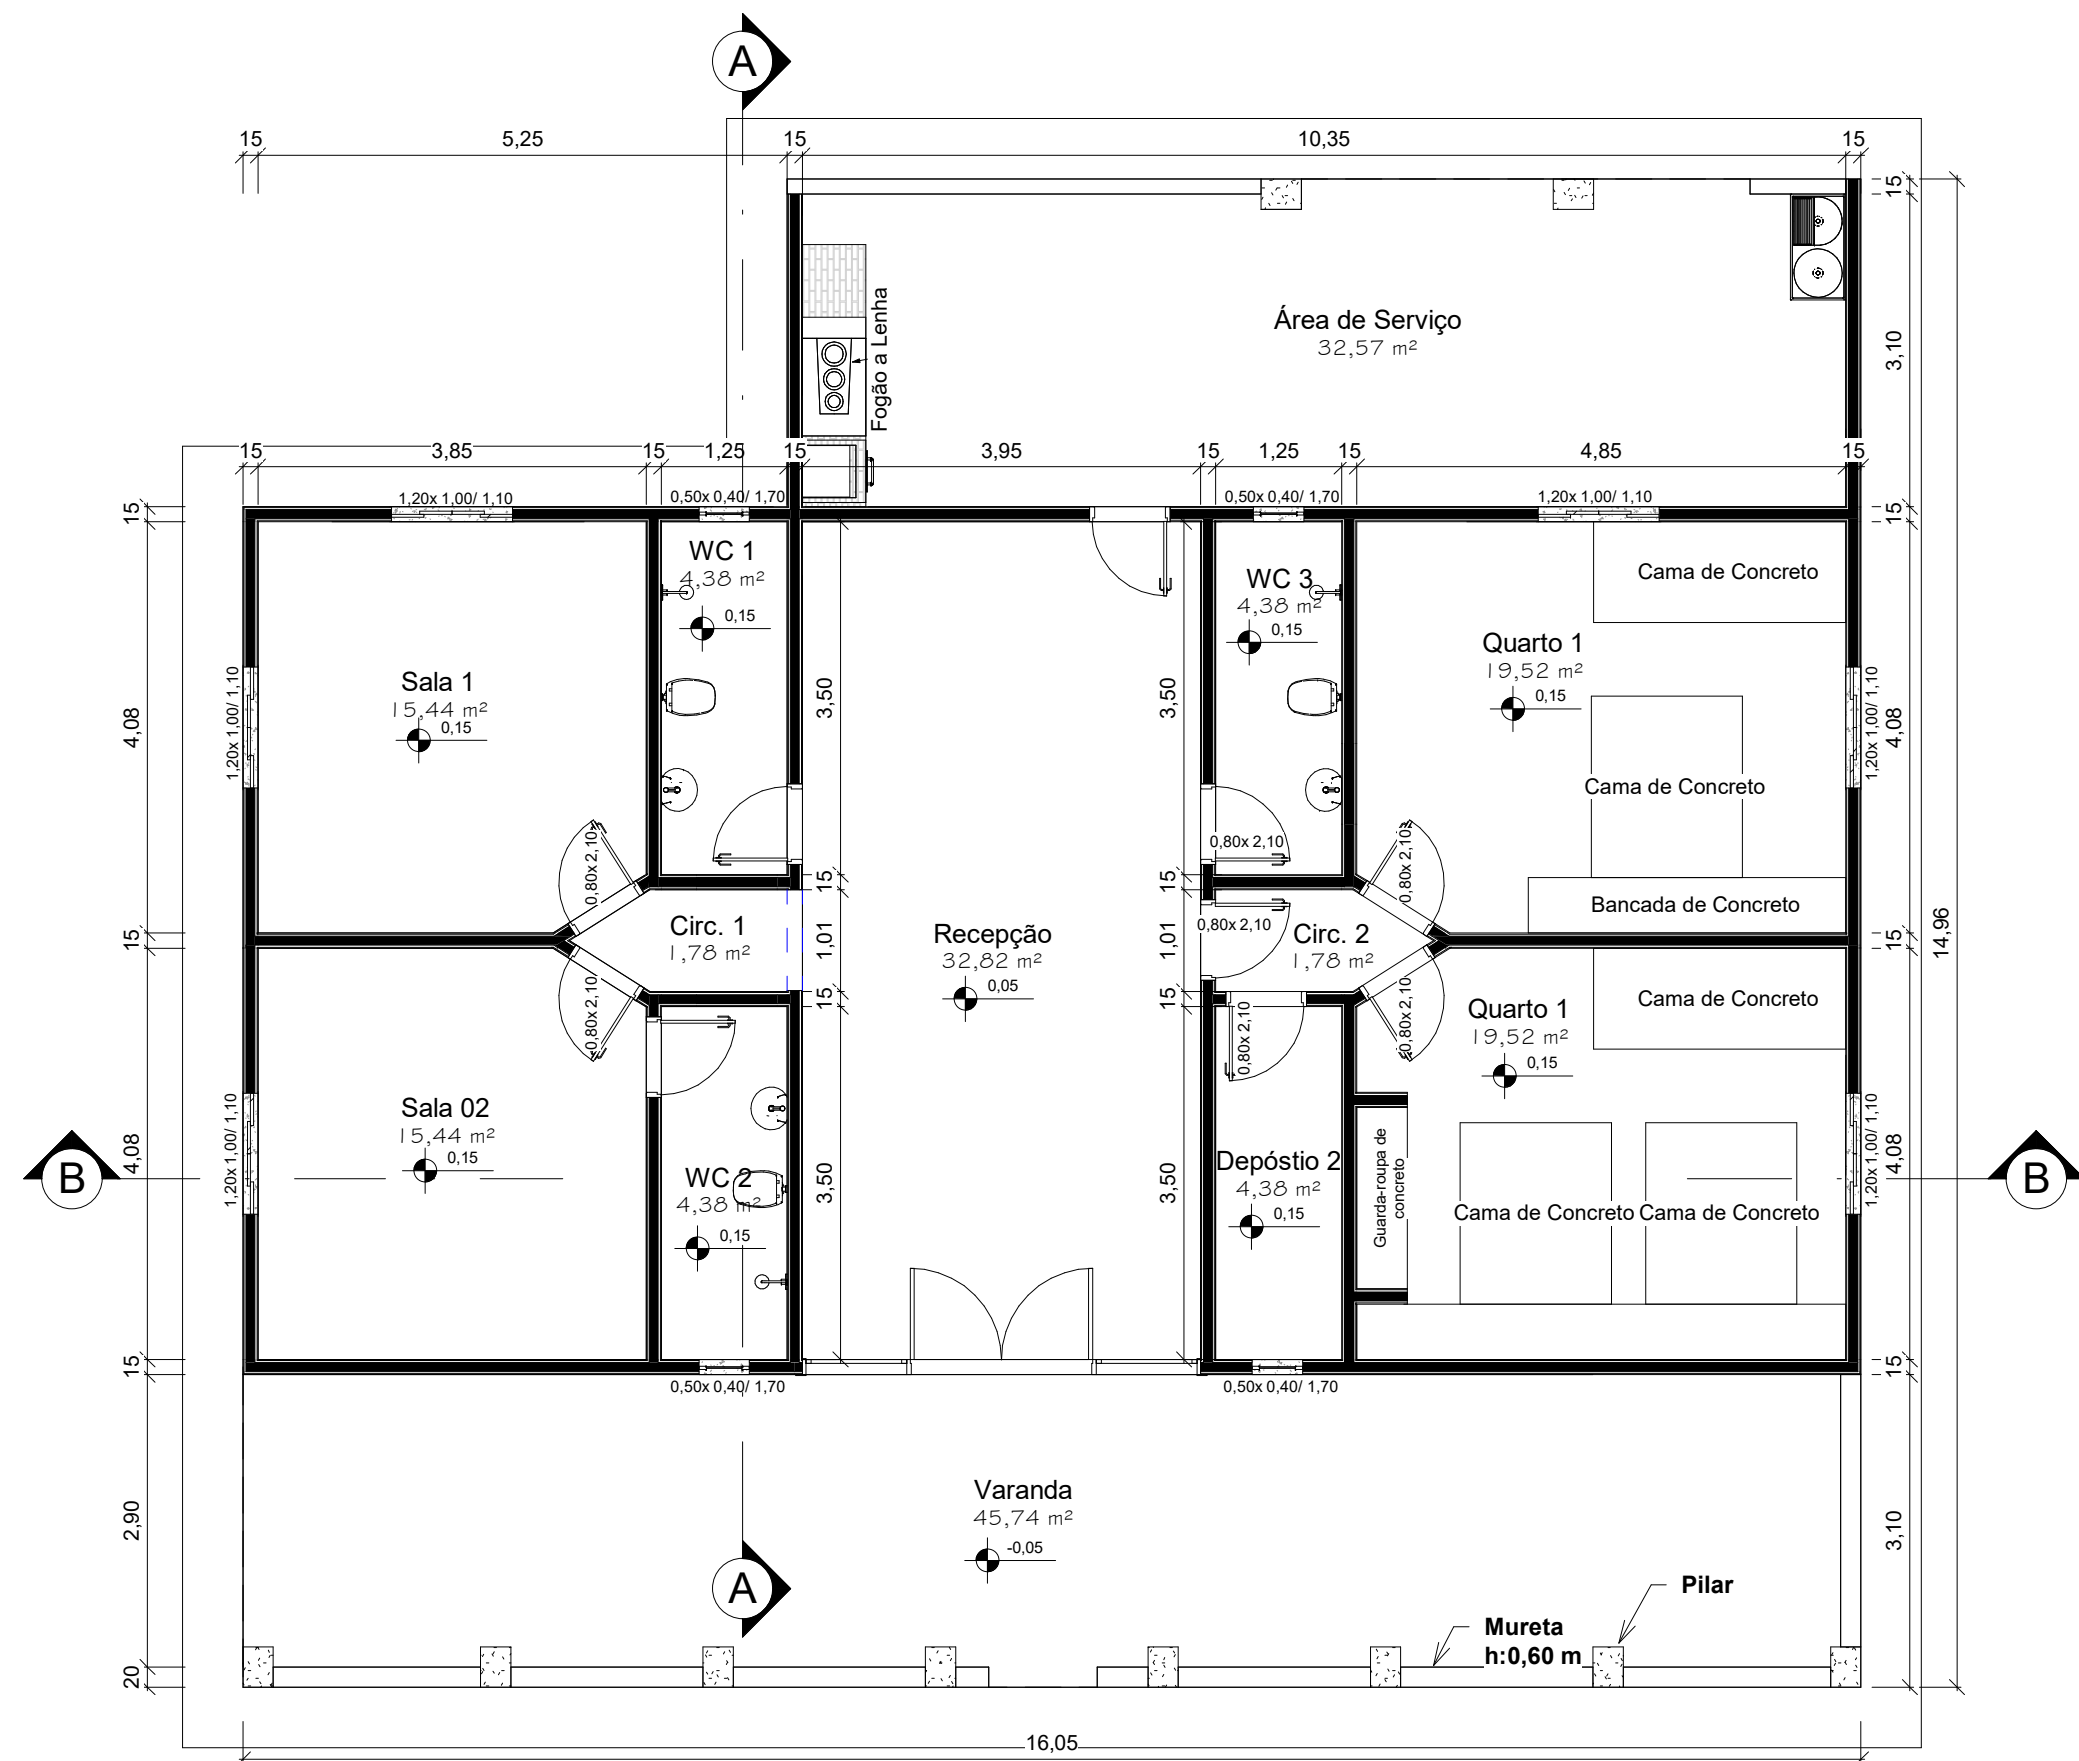 A
15
5,25
15
10,35
15
15
Fogão a Lenha
Área de Serviço
32,57 m²
3,10
15
3,85
15
1,25
15
3,95
15
1,25
15
4,85
15
1,20x 1,00/ 1,10
0,50x 0,40/ 1,70
0,50x 0,40/ 1,70
1,20x 1,00/ 1,10
15
15
WC 1
4,38 m²
0,15
WC 3
4,38 m²
0,15
Cama de Concreto
Quarto 1
19,52 m²
0,15
Sala 1
15,44 m²
0,15
4,08
1,20x 1,00/ 1,10
3,50
3,50
1,20x 1,00/ 1,10
4,08
Cama de Concreto
0,80x 2,10
0,80x 2,10
0,80x 2,10
15
15
Bancada de Concreto
Circ. 1
1,78 m²
1,01
Recepção
32,82 m²
0,05
1,01
0,80x 2,10
Circ. 2
1,78 m²
15
15
14,96
15
15
0,80x 2,10
0,80x 2,10
0,80x 2,10
Cama de Concreto
Quarto 1
19,52 m²
0,15
Sala 02
15,44 m²
0,15
4,08
1,20x 1,00/ 1,10
B
WC 2
4,38 m²
0,15
3,50
3,50
Depóstio 2
4,38 m²
0,15
Guarda-roupa de
concreto
Cama de Concreto
Cama de Concreto
1,20x 1,00/ 1,10
4,08
B
15
15
0,50x 0,40/ 1,70
0,50x 0,40/ 1,70
Varanda
45,74 m²
-0,05
2,90
3,10
A
Pilar
Mureta
h:0,60 m
20
16,05